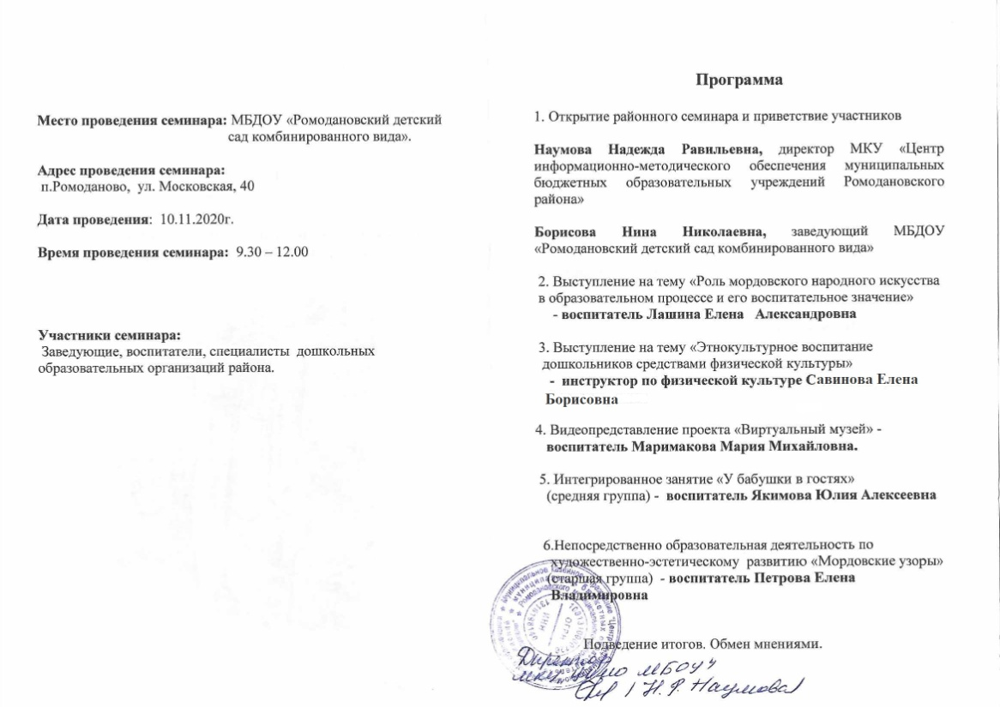 Место проведения семинара: МБДОУ «Ромодановский детский
сад комбинированного вида».
Адрес проведения семинара:
п.Ромоданово, ул. Московская, 40
Дата проведения: 10.11.2020г.
Время проведения семинара: 9.30 – 12.00
Участники семинара:
Заведующие, воспитатели, специалисты дошкольных
образовательных организаций района.
Программа
1. Открытие районного семинара и приветствие участников
Наумова Надежда Равильевна, директор МКУ «Центр
информационно-методического обеспечения муниципальных
бюджетных образовательных учреждений Ромодановского
района»
Борисова Нина Николаевна, заведующий МБДОУ
«Ромодановский детский сад комбинированного вида»
2. Выступление на тему «Роль мордовского народного искусства
в образовательном процессе и его воспитательное значение»
- воспитатель Лашина Елена Александровна
3. Выступление на тему «Этнокультурное воспитание
дошкольников средствами физической культуры»
- инструктор по физической культуре Савинова Елена
Борисовна
4. Видеопредставление проекта «Виртуальный музей» -
воспитатель Маримакова Мария Михайловна.
5. Интегрированное занятие «У бабушки в гостях»
(средняя группа) - воспитатель Якимова Юлия Алексеевна
6.Непосредственно образовательная деятельность по
художественно-эстетическому развитию «Мордовские узоры»
(старшая группа) - воспитатель Петрова Елена
Владимировна
Подведение итогов. Обмен мнениями.
Директор
МКУ ЦИМО МБОУ
Н.Р. Наумова